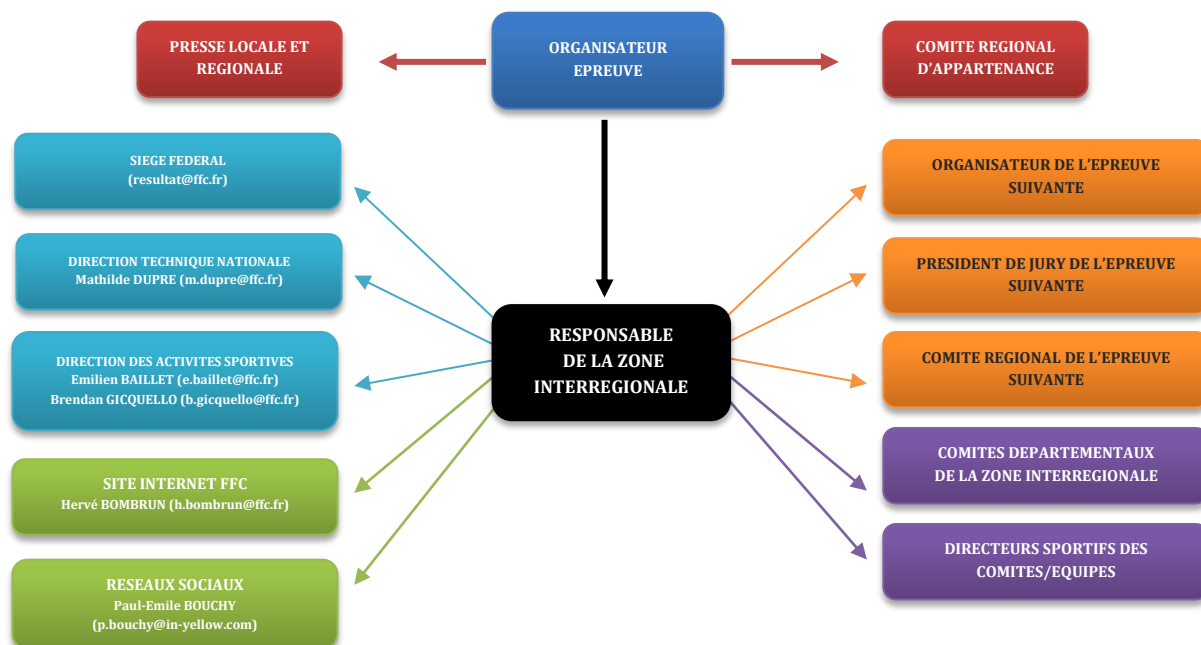 PRESSE LOCALE ET
REGIONALE
ORGANISATEUR
EPREUVE
COMITE REGIONAL
D'APPARTENANCE
SIEGE FEDERAL
(resultat@ffc.fr)
DIRECTION TECHNIQUE NATIONALE
Mathilde DUPRE (m.dupre@ffc.fr)
DIRECTION DES ACTIVITES SPORTIVES
Emilien BAILLET (e.baillet@ffc.fr)
Brendan GICQUELLO (b.gicquello@ffc.fr)
SITE INTERNET FFC
Hervé BOMBRUN (h.bombrun@ffc.fr)
RESEAUX SOCIAUX
Paul-Emile BOUCHY
(p.bouchy@in-yellow.com)
RESPONSABLE
DE LA ZONE
INTERREGIONALE
ORGANISATEUR DE L'EPREUVE
SUIVANTE
PRESIDENT DE JURY DE L'EPREUVE
SUIVANTE
COMITE REGIONAL DE L'EPREUVE
SUIVANTE
COMITES DEPARTEMENTAUX
DE LA ZONE INTERREGIONALE
DIRECTEURS SPORTIFS DES
COMITES/EQUIPES